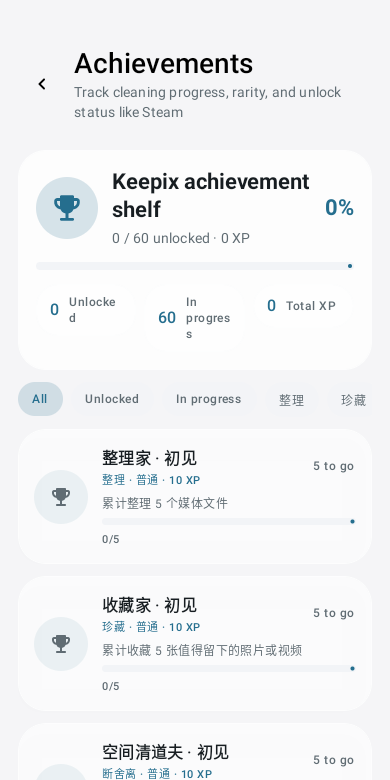 Achievements
Track cleaning progress, rarity, and unlock
status like Steam
Keepix achievement
shelf
0%
0 / 60 unlocked · 0 XP
0 Unlocke
d
60 In
progres
s
0 Total XP
All Unlocked In progress 整理 珍藏
整理家 · 初见
5 to go
整理 · 普通 · 10 XP
累计整理 5 个媒体文件
0/5
收藏家 · 初见
5 to go
珍藏 · 普通 · 10 XP
累计收藏 5 张值得留下的照片或视频
0/5
空间清道夫 · 初见
5 to go
断舍离 · 普通 · 10 XP